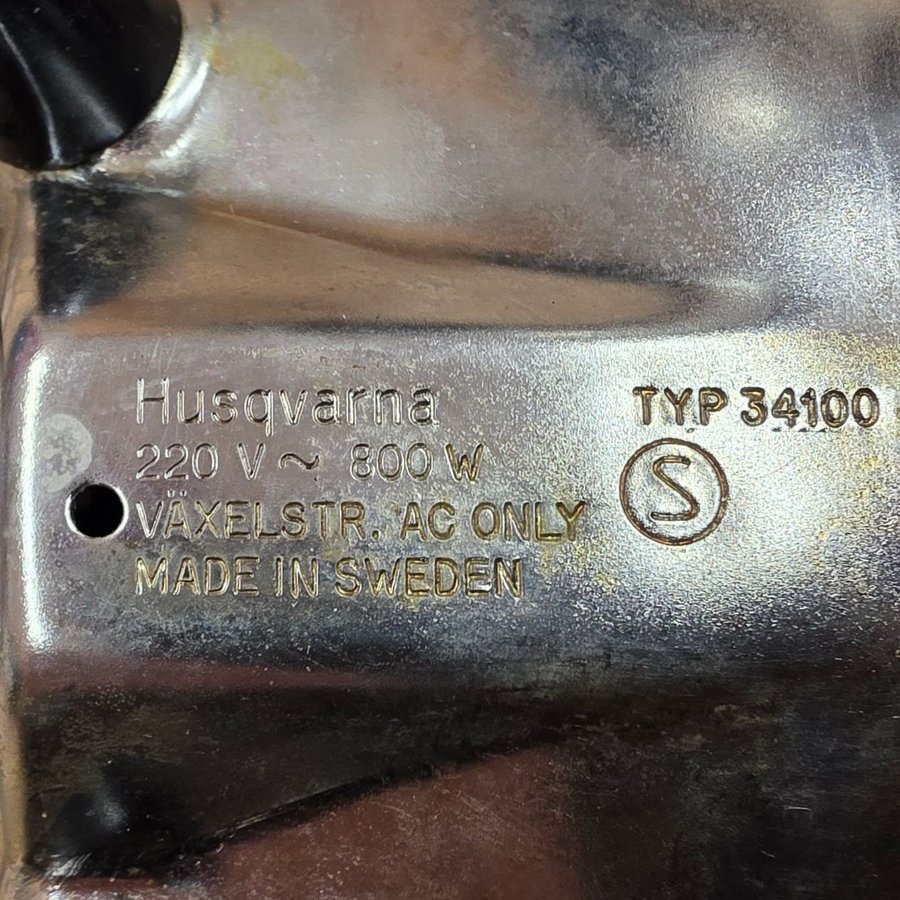 Husqvarna
220 V ~ 800 W
VÄXELSTR. AC ONLY
MADE IN SWEDEN
TYP 34100
S